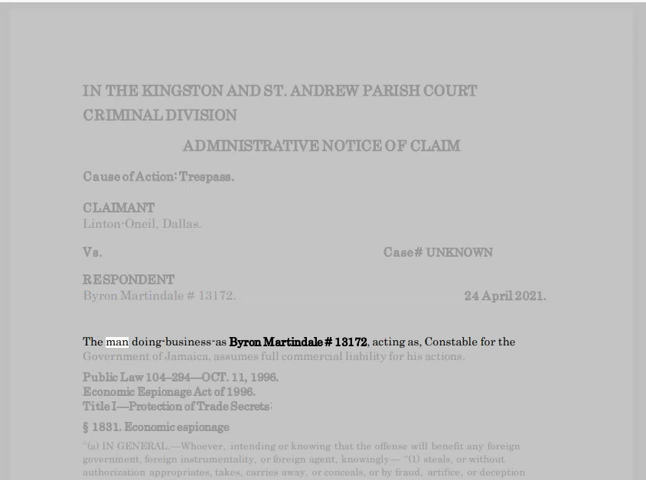 IN THE KINGSTON AND ST. ANDREW PARISH COURT
CRIMINAL DIVISION
ADMINISTRATIVE NOTICE OF CLAIM
Cause of Action: Trespass.
CLAIMANT
Linton-Oneil, Dallas.
Vs. Case# UNKNOWN
RESPONDENT
Byron Martindale # 13172. 24 April 2021.
The man doing-business-as Byron Martindale # 13172, acting as, Constable for the
Government of Jamaica, assumes full commercial liability for his actions.
Public Law 104–294—OCT. 11, 1996.
Economic Espionage Act of 1996.
Title I—Protection of Trade Secrets:
§ 1831. Economic espionage
"(a) IN GENERAL.—Whoever, intending or knowing that the offense will benefit any foreign
government, foreign instrumentality, or foreign agent, knowingly— "(1) steals, or without
authorization appropriates, takes, carries away, or conceals, or by fraud, artifice, or deception